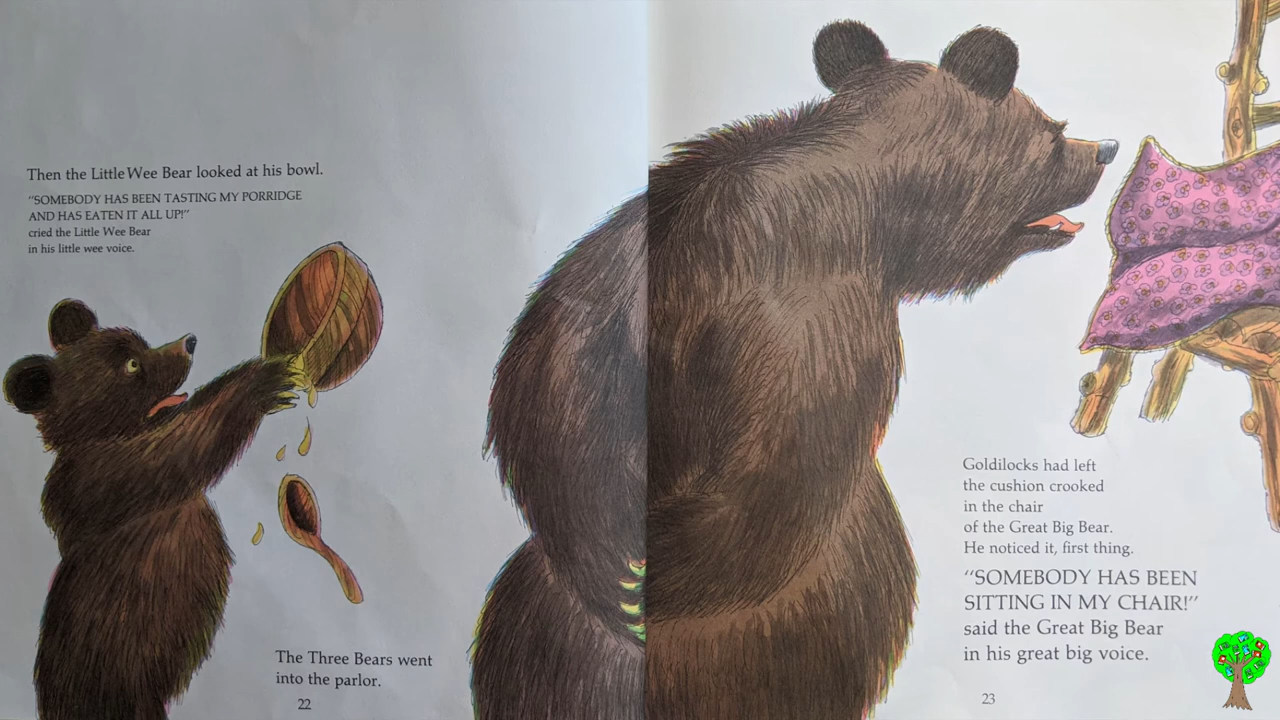 Then the Little Wee Bear looked at his bowl.
"SOMEBODY HAS BEEN TASTING MY PORRIDGE
AND HAS EATEN IT ALL UP!"
cried the Little Wee Bear
in his little wee voice.
The Three Bears went
into the parlor.
22
Goldilocks had left
the cushion crooked
in the chair
of the Great Big Bear.
He noticed it, first thing.
"SOMEBODY HAS BEEN
SITTING IN MY CHAIR!"
said the Great Big Bear
in his great big voice.
23